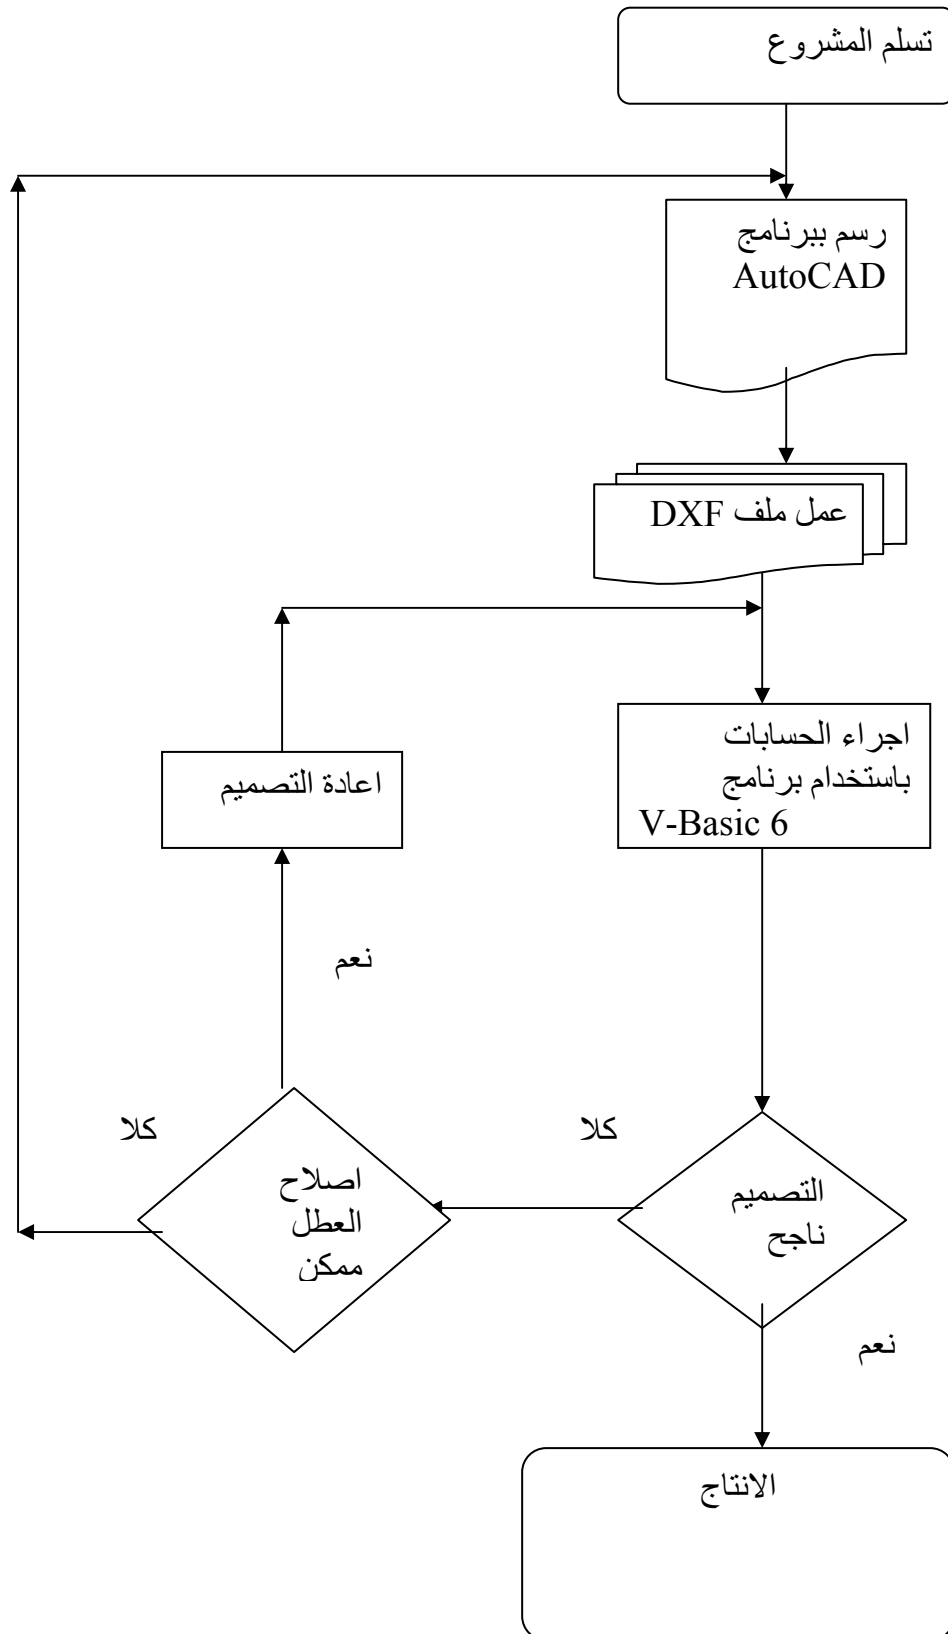 تسلم المشروع
رسم ببرنامج
AutoCAD
عمل ملف DXF
اجراء الحسابات
باستخدام برنامج
V-Basic 6
اعادة التصميم
نعم
كلا
كلا
اصلاح
العطل
ممكن
التصميم
ناجح
نعم
الانتاج